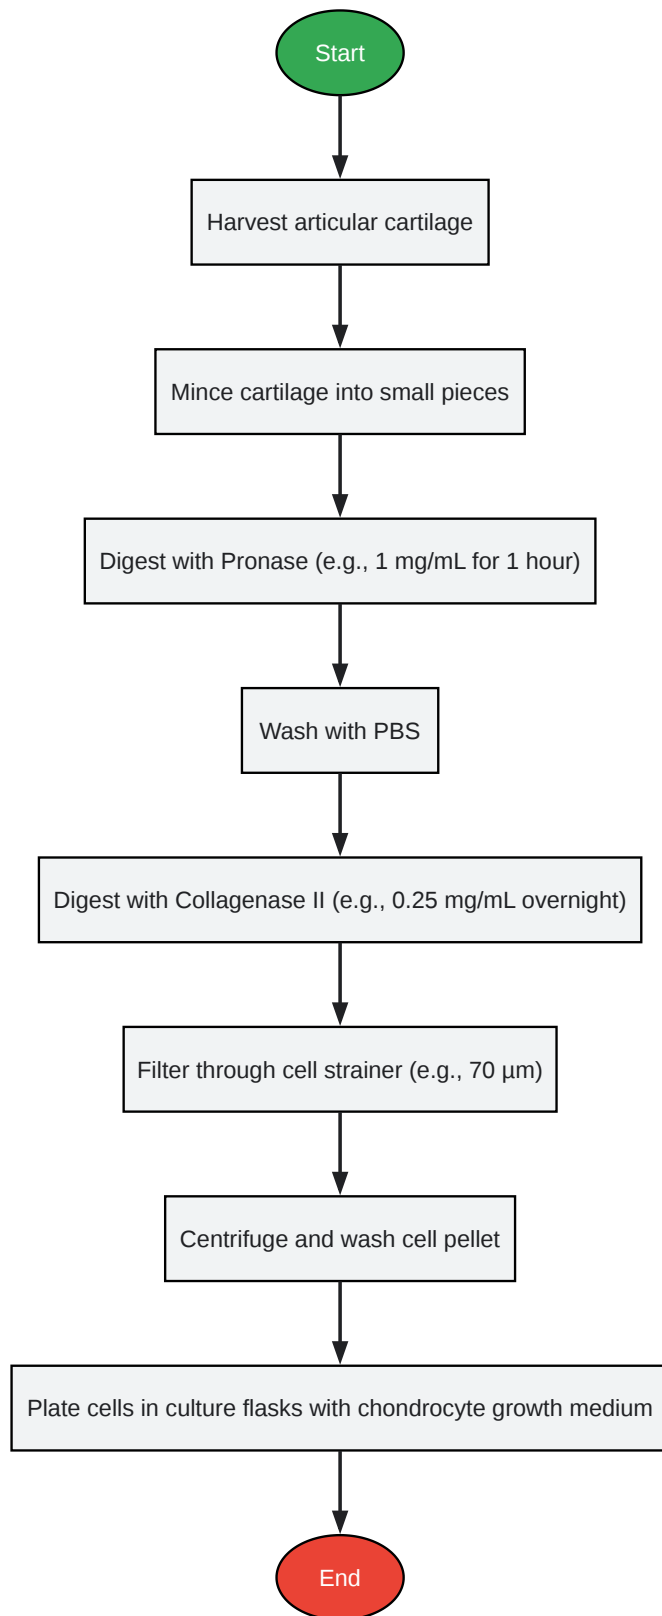 Start
Harvest articular cartilage
Mince cartilage into small pieces
Digest with Pronase (e.g., 1 mg/mL for 1 hour)
Wash with PBS
Digest with Collagenase II (e.g., 0.25 mg/mL overnight)
Filter through cell strainer (e.g., 70 µm)
Centrifuge and wash cell pellet
Plate cells in culture flasks with chondrocyte growth medium
End